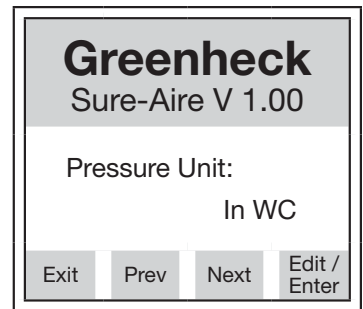 Greenheck
Sure-Aire V 1.00
Pressure Unit:
In WC
Exit Prev Next Edit /
Enter